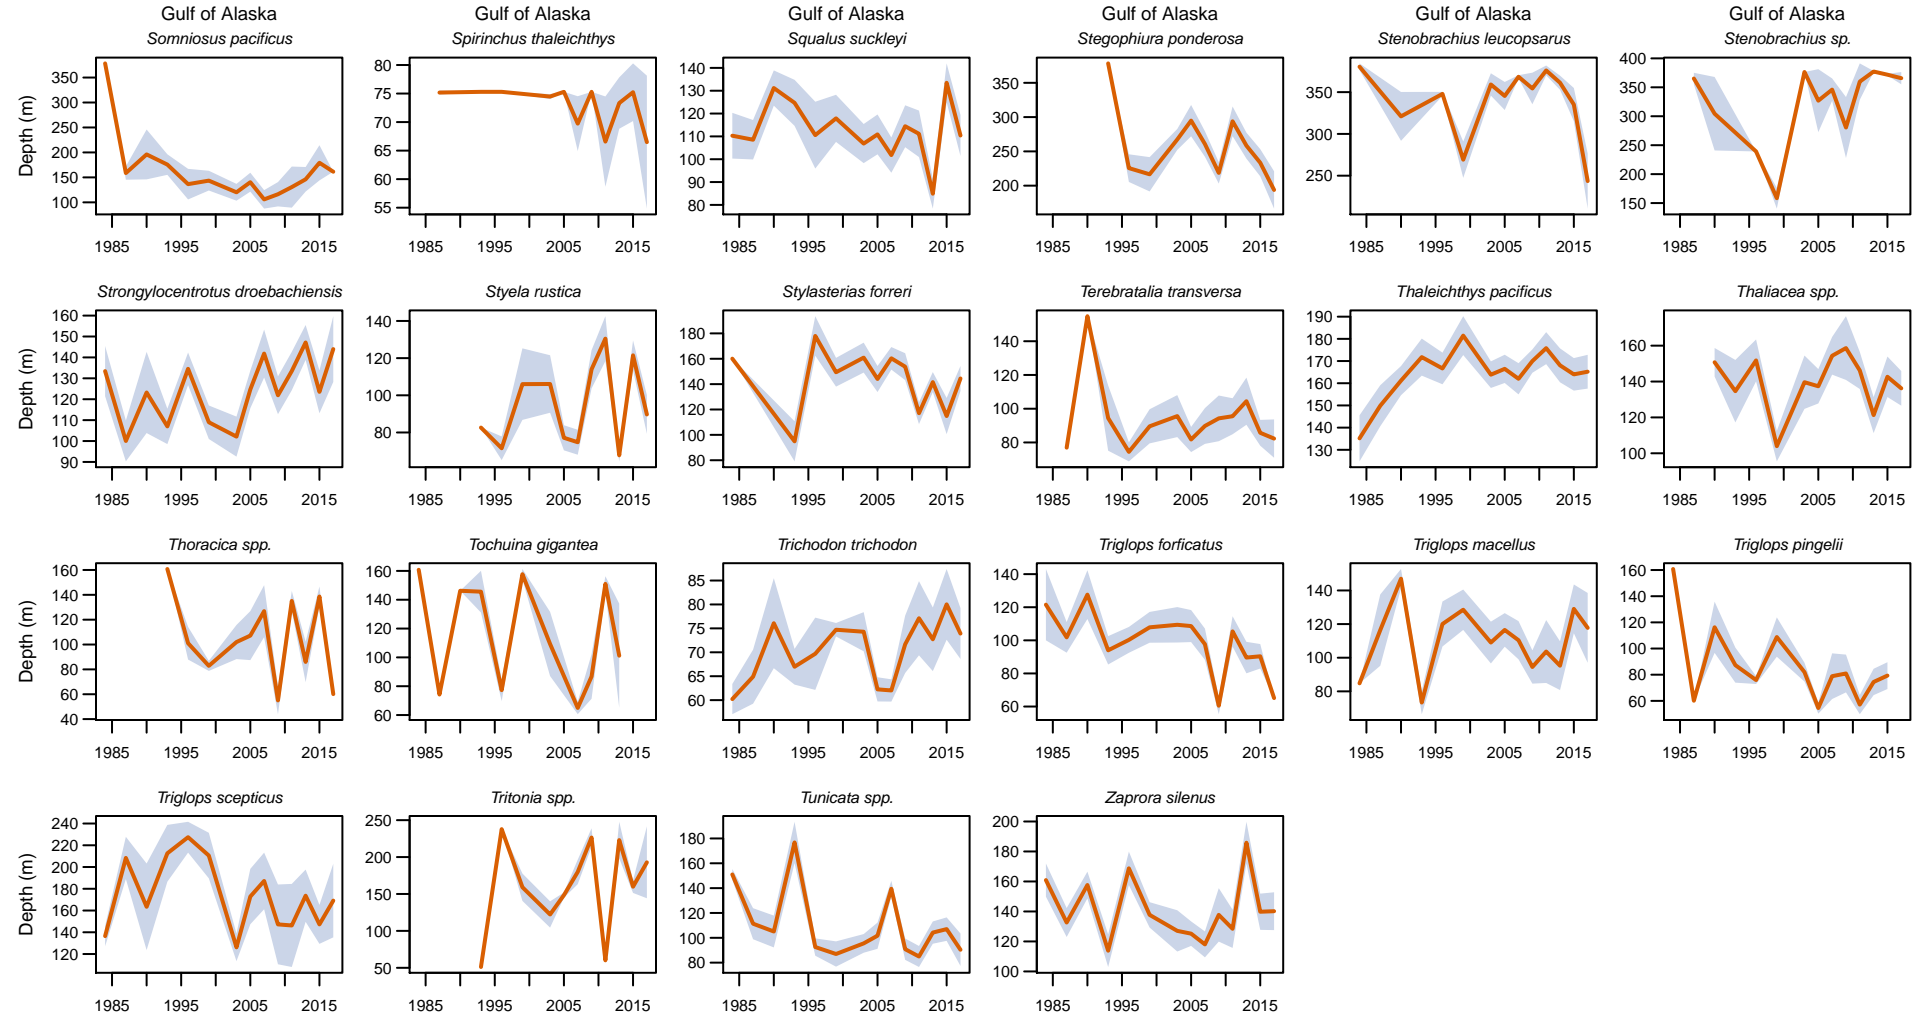 Gulf of Alaska Gulf of Alaska Gulf of Alaska Gulf of Alaska Gulf of Alaska Gulf of Alaska
Somniosus pacificus Spirinchus thaleichthys Squalus suckleyi Stegophiura ponderosa Stenobrachius leucopsarus Stenobrachius sp.
Depth (m)
350 300 250 200 150 100
1985 1995 2005 2015
80 75 70 65 60 55
1985 1995 2005 2015
140 130 120 110 100 90 80
1985 1995 2005 2015
350 300 250 200
1985 1995 2005 2015
350 300 250
1985 1995 2005 2015
400 350 300 250 200 150
1985 1995 2005 2015
Strongylocentrotus droebachiensis Styela rustica Stylasterias forreri Terebratalia transversa Thaleichthys pacificus Thaliacea spp.
Depth (m)
160 150 140 130 120 110 100 90
1985 1995 2005 2015
140 120 100 80
1985 1995 2005 2015
180 160 140 120 100 80
1985 1995 2005 2015
140 120 100 80
1985 1995 2005 2015
190 180 170 160 150 140 130
1985 1995 2005 2015
160 140 120 100
1985 1995 2005 2015
Thoracica spp. Tochuina gigantea Trichodon trichodon Triglops forficatus Triglops macellus Triglops pingelii
Depth (m)
160 140 120 100 80 60 40
1985 1995 2005 2015
160 140 120 100 80 60
1985 1995 2005 2015
85 80 75 70 65 60
1985 1995 2005 2015
140 120 100 80 60
1985 1995 2005 2015
140 120 100 80
1985 1995 2005 2015
160 140 120 100 80 60
1985 1995 2005 2015
Triglops scepticus Tritonia spp. Tunicata spp. Zaprora silenus
Depth (m)
240 220 200 180 160 140 120
1985 1995 2005 2015
250 200 150 100 50
1985 1995 2005 2015
180 160 140 120 100 80
1985 1995 2005 2015
200 180 160 140 120 100
1985 1995 2005 2015